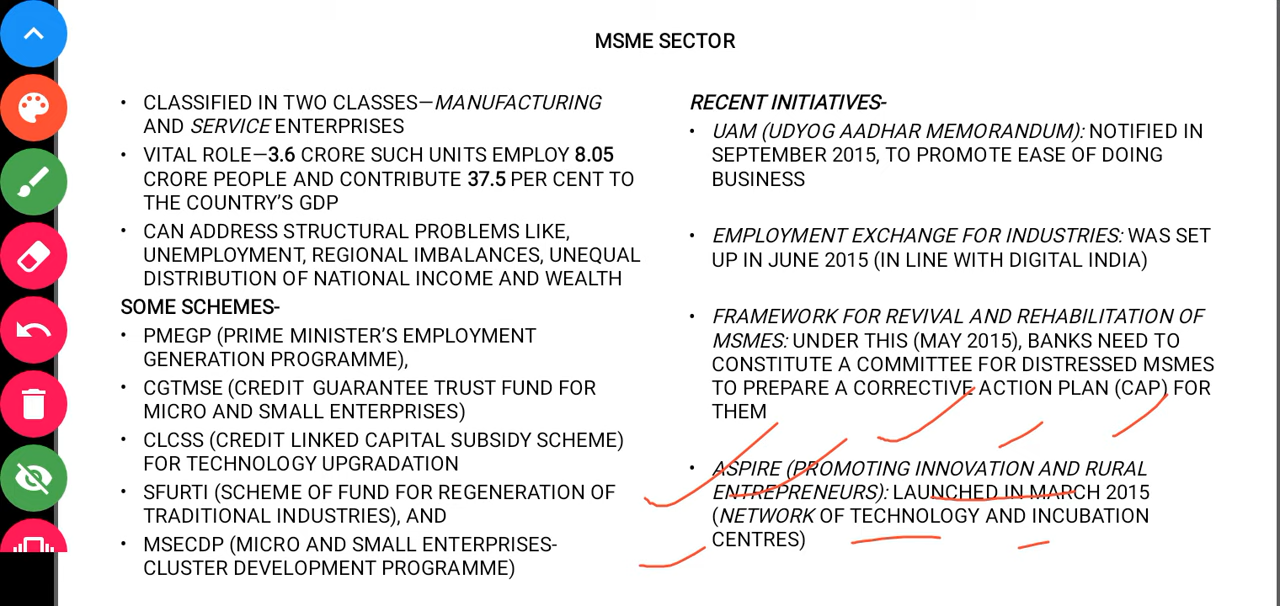 MSME SECTOR
• CLASSIFIED IN TWO CLASSES—MANUFACTURING
AND SERVICE ENTERPRISES
• VITAL ROLE—3.6 CRORE SUCH UNITS EMPLOY 8.05
CRORE PEOPLE AND CONTRIBUTE 37.5 PER CENT TO
THE COUNTRY'S GDP
• CAN ADDRESS STRUCTURAL PROBLEMS LIKE,
UNEMPLOYMENT, REGIONAL IMBALANCES, UNEQUAL
DISTRIBUTION OF NATIONAL INCOME AND WEALTH
SOME SCHEMES-
• PMEGP (PRIME MINISTER'S EMPLOYMENT
GENERATION PROGRAMME),
• CGTMSE (CREDIT GUARANTEE TRUST FUND FOR
MICRO AND SMALL ENTERPRISES)
• CLCSS (CREDIT LINKED CAPITAL SUBSIDY SCHEME)
FOR TECHNOLOGY UPGRADATION
• SFURTI (SCHEME OF FUND FOR REGENERATION OF
TRADITIONAL INDUSTRIES), AND
• MSECDP (MICRO AND SMALL ENTERPRISES-
CLUSTER DEVELOPMENT PROGRAMME)
RECENT INITIATIVES-
• UAM (UDYOG AADHAR MEMORANDUM): NOTIFIED IN
SEPTEMBER 2015, TO PROMOTE EASE OF DOING
BUSINESS
• EMPLOYMENT EXCHANGE FOR INDUSTRIES: WAS SET
UP IN JUNE 2015 (IN LINE WITH DIGITAL INDIA)
• FRAMEWORK FOR REVIVAL AND REHABILITATION OF
MSMES: UNDER THIS (MAY 2015), BANKS NEED TO
CONSTITUTE A COMMITTEE FOR DISTRESSED MSMES
TO PREPARE A CORRECTIVE ACTION PLAN (CAP) FOR
THEM
• ASPIRE (PROMOTING INNOVATION AND RURAL
ENTREPRENEURS): LAUNCHED IN MARCH 2015
(NETWORK OF TECHNOLOGY AND INCUBATION
CENTRES)